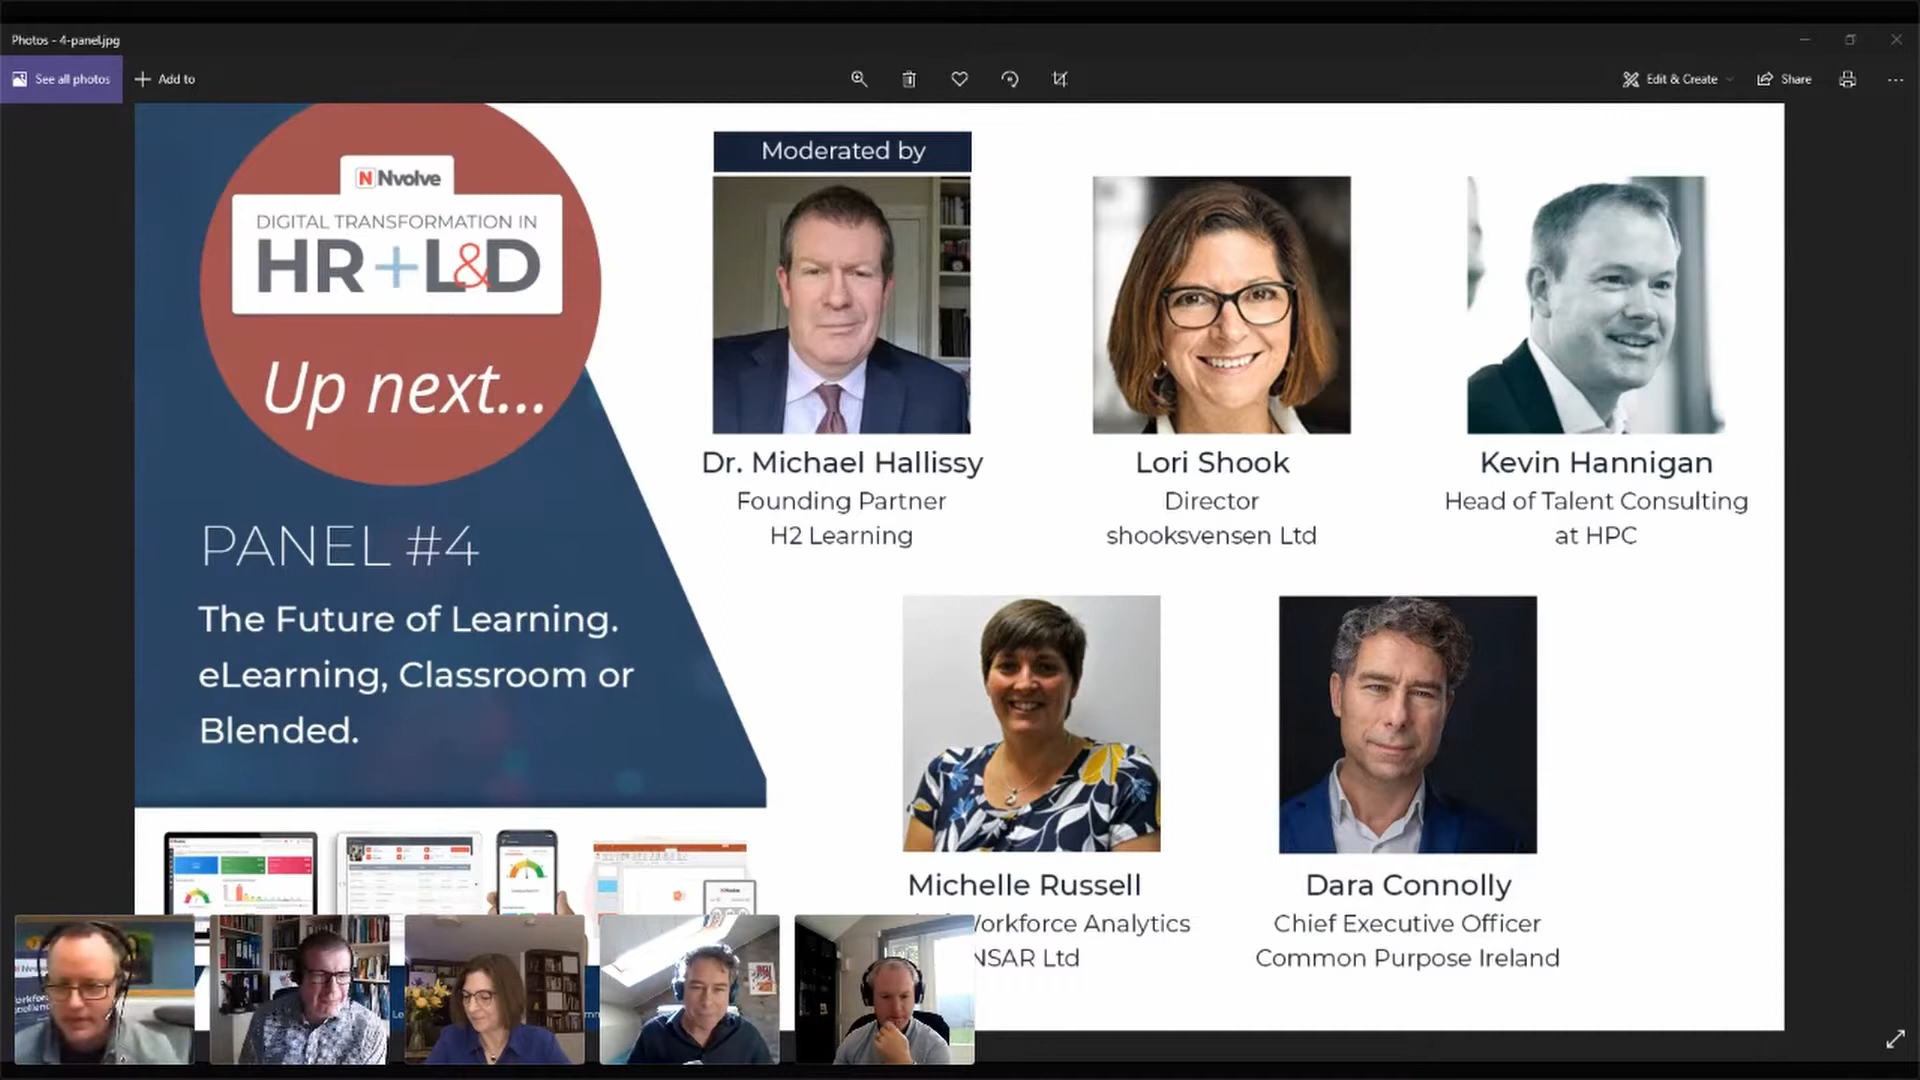 Photos - 4-panel.jpg
See all photos
Add to
Edit & Create
Share
Nvolve
DIGITAL TRANSFORMATION IN
HR + L&D
Up next...
PANEL #4
The Future of Learning.
eLearning, Classroom or
Blended.
Moderated by
Dr. Michael Hallissy
Founding Partner
H2 Learning
Lori Shook
Director
shooksvensen Ltd
Kevin Hannigan
Head of Talent Consulting
at HPC
Michelle Russell
Workforce Analytics
NSAR Ltd
Dara Connolly
Chief Executive Officer
Common Purpose Ireland